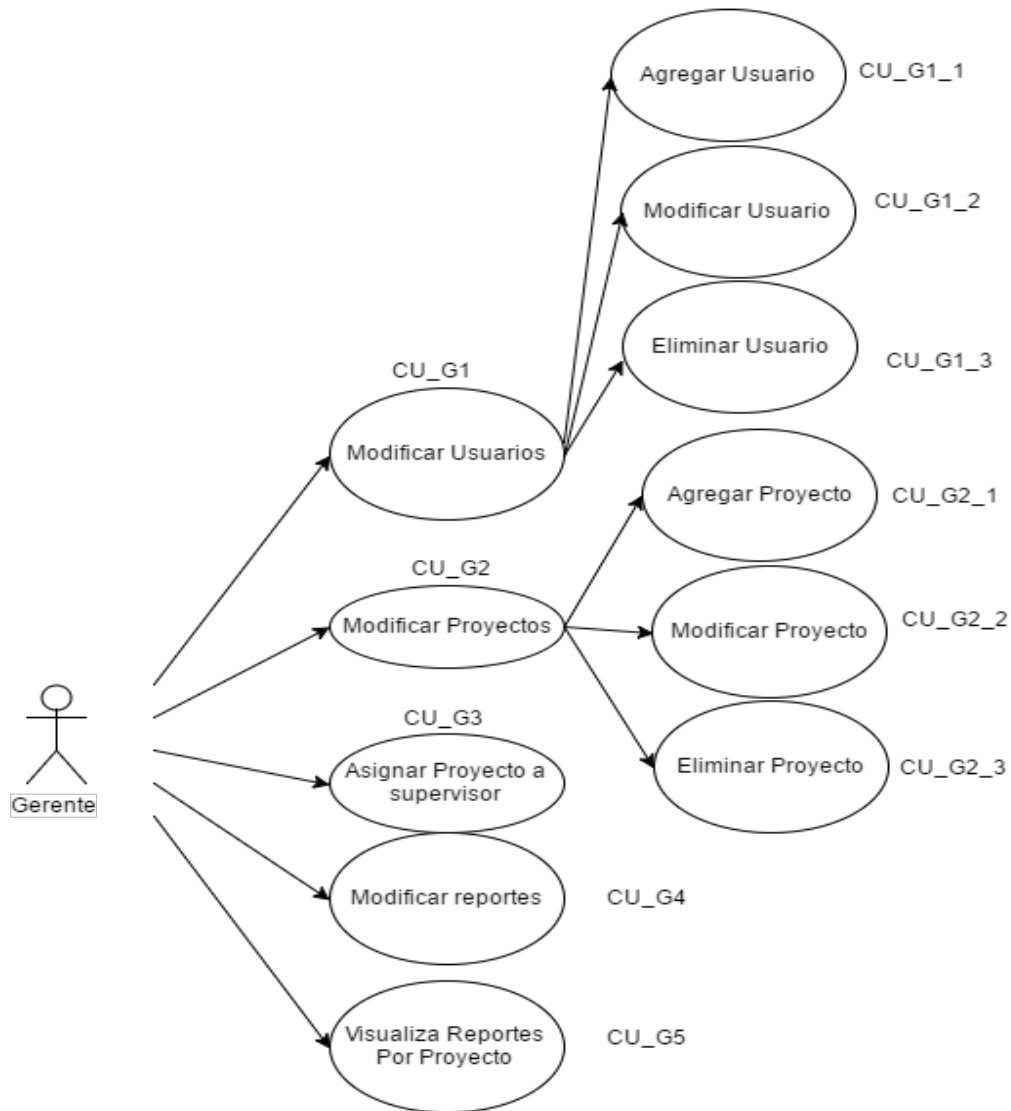 Agregar Usuario
CU_G1_1
Modificar Usuario
CU_G1_2
Eliminar Usuario
CU_G1_3
CU_G1
Modificar Usuarios
Agregar Proyecto
CU_G2_1
CU_G2
Modificar Proyectos
Modificar Proyecto
CU_G2_2
CU_G3
Asignar Proyecto a
supervisor
Eliminar Proyecto
CU_G2_3
Gerente
Modificar reportes
CU_G4
Visualiza Reportes
Por Proyecto
CU_G5